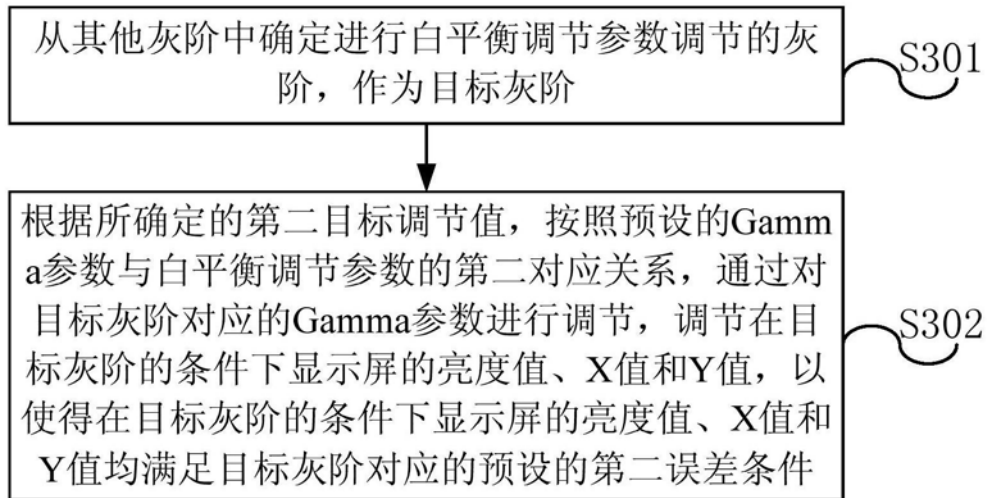 从其他灰阶中确定进行白平衡调节参数调节的灰
阶，作为目标灰阶
S301
根据所确定的第二目标调节值，按照预设的Gamm
a参数与白平衡调节参数的第二对应关系，通过对
目标灰阶对应的Gamma参数进行调节，调节在目
标灰阶的条件下显示屏的亮度值、X值和Y值，以
使得在目标灰阶的条件下显示屏的亮度值、X值和
Y值均满足目标灰阶对应的预设的第二误差条件
S302